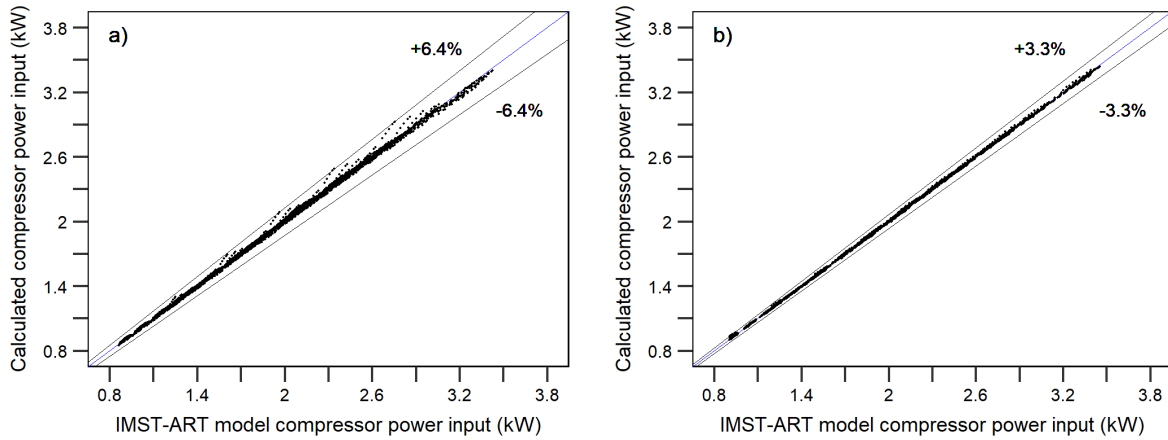 a)
+6.4%
-6.4%
Calculated compressor power input (kW)
3.8
3.2
2.6
2
1.4
0.8
0.8 1.4 2 2.6 3.2 3.8
IMST-ART model compressor power input (kW)
b)
+3.3%
-3.3%
Calculated compressor power input (kW)
3.8
3.2
2.6
2
1.4
0.8
0.8 1.4 2 2.6 3.2 3.8
IMST-ART model compressor power input (kW)